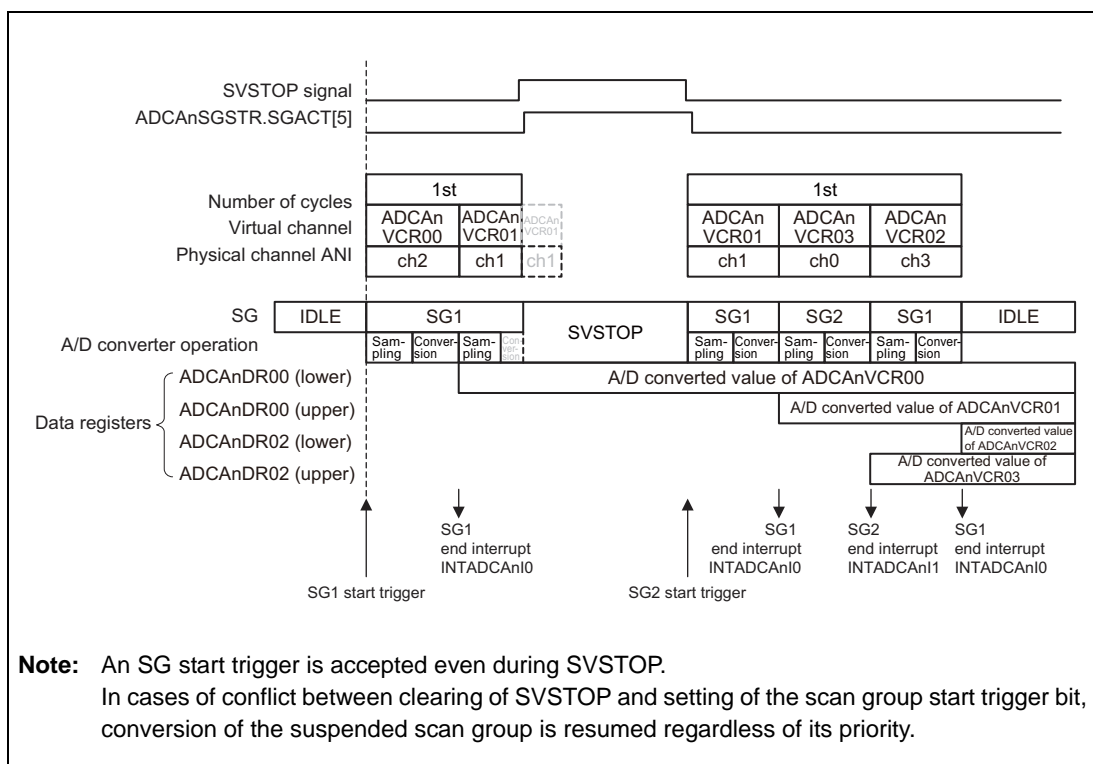 SVSTOP signal
ADCAnSGSTR.SGACT[5]
Number of cycles
1st
1st
Virtual channel
ADCAn
VCR00
ADCAn
VCR01
ADCAn
VCR01
ADCAn
VCR01
ADCAn
VCR03
ADCAn
VCR02
Physical channel ANI
ch2
ch1
ch1
ch1
ch0
ch3
SG
IDLE
SG1
SVSTOP
SG1
SG2
SG1
IDLE
A/D converter operation
Sam-
pling
Conver-
sion
Sam-
pling
Con-
ver-
sion
Sam-
pling
Conver-
sion
Sam-
pling
Conver-
sion
Sam-
pling
Conver-
sion
Data registers
ADCAnDR00 (lower)
A/D converted value of ADCAnVCR00
ADCAnDR00 (upper)
A/D converted value of ADCAnVCR01
ADCAnDR02 (lower)
A/D converted value
of ADCAnVCR02
ADCAnDR02 (upper)
A/D converted value of
ADCAnVCR03
SG1 start trigger
SG1
end interrupt
INTADCAnI0
SG2 start trigger
SG1
end interrupt
INTADCAnI0
SG2
end interrupt
INTADCAnI1
SG1
end interrupt
INTADCAnI0
Note: An SG start trigger is accepted even during SVSTOP.
In cases of conflict between clearing of SVSTOP and setting of the scan group start trigger bit,
conversion of the suspended scan group is resumed regardless of its priority.